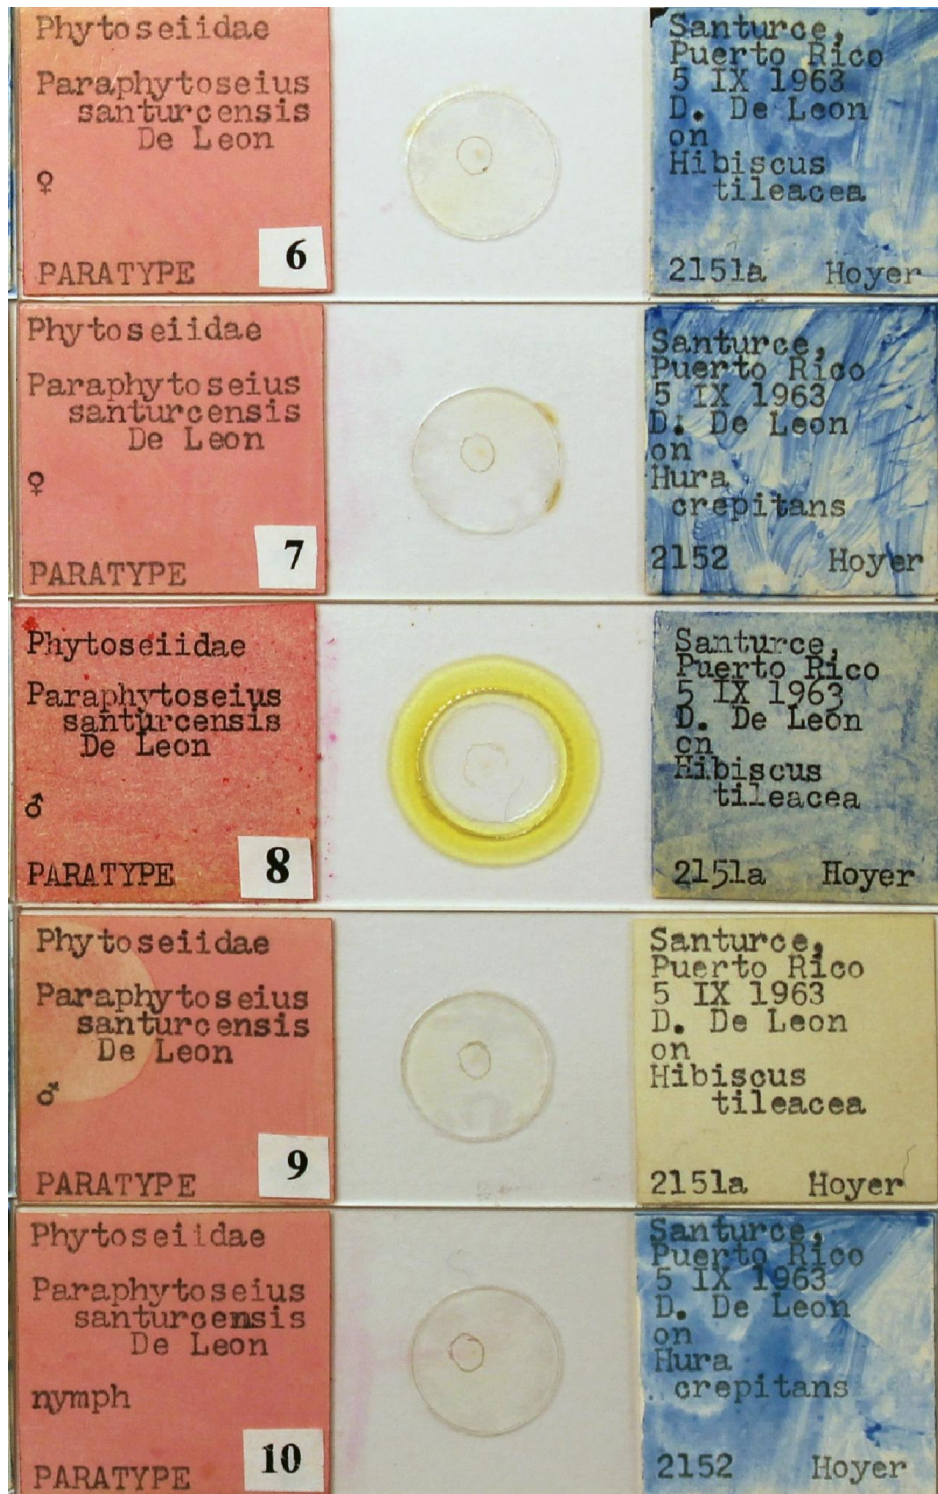 Phytoseiidae
Paraphytoseius
santurcensis
De Leon
♀
PARATYPE
6
Santurce,
Puerto Rico
5 IX 1963
D. De Leon
on
Hibiscus
tileacea
2151a Hoyer
Phytoseiidae
Paraphytoseius
santurcensis
De Leon
♀
PARATYPE
7
Santurce,
Puerto Rico
5 IX 1963
D. De Leon
on
Hura
crepitans
2152 Hoyer
Phytoseiidae
Paraphytoseius
santurcensis
De Leon
♂
PARATYPE
8
Santurce,
Puerto Rico
5 IX 1963
D. De Leon
on
Hibiscus
tileacea
2151a Hoyer
Phytoseiidae
Paraphytoseius
santurcensis
De Leon
♂
PARATYPE
9
Santurce,
Puerto Rico
5 IX 1963
D. De Leon
on
Hibiscus
tileacea
2151a Hoyer
Phytoseiidae
Paraphytoseius
santurcensis
De Leon
nymph
PARATYPE
10
Santurce,
Puerto Rico
5 IX 1963
D. De Leon
on
Hura
crepitans
2152 Hoyer